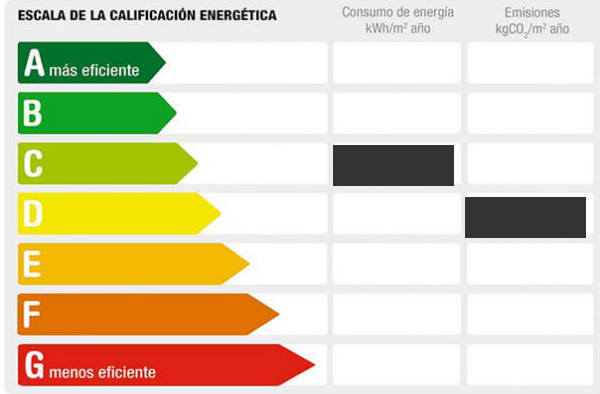 ESCALA DE LA CALIFICACIÓN ENERGÉTICA
Consumo de energía
kWh/m² año
Emisiones
kgCO₂/m² año
A más eficiente
B
C
D
E
F
G menos eficiente